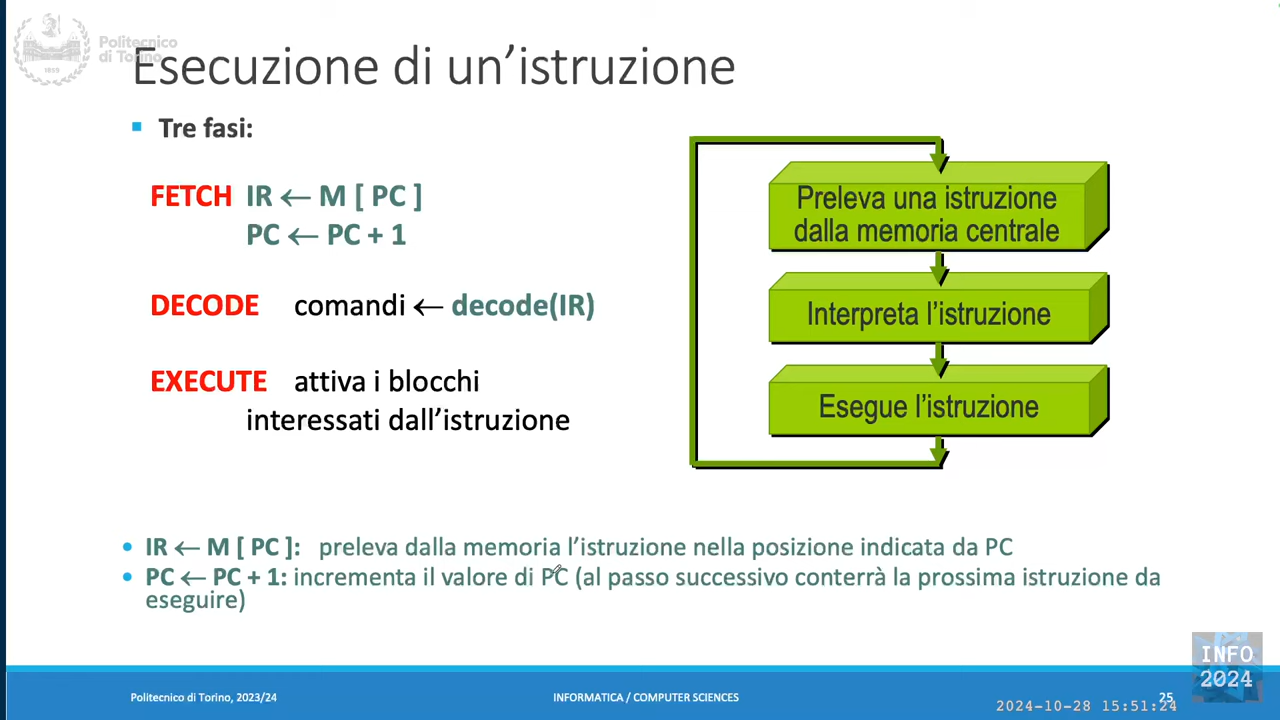 Politecnico
di Torino
1859
Esecuzione di un’istruzione
Tre fasi:
FETCH IR ← M [ PC ]
PC ← PC + 1
DECODE comandi ← decode(IR)
EXECUTE attiva i blocchi
interessati dall’istruzione
Preleva una istruzione
dalla memoria centrale
Interpreta l’istruzione
Esegue l’istruzione
IR ← M [ PC ]: preleva dalla memoria l’istruzione nella posizione indicata da PC
PC ← PC + 1: incrementa il valore di PC (al passo successivo conterrà la prossima istruzione da
eseguire)
Politecnico di Torino, 2023/24
INFORMATICA / COMPUTER SCIENCES
25
INFO
2024
2024-10-28 15:51:24